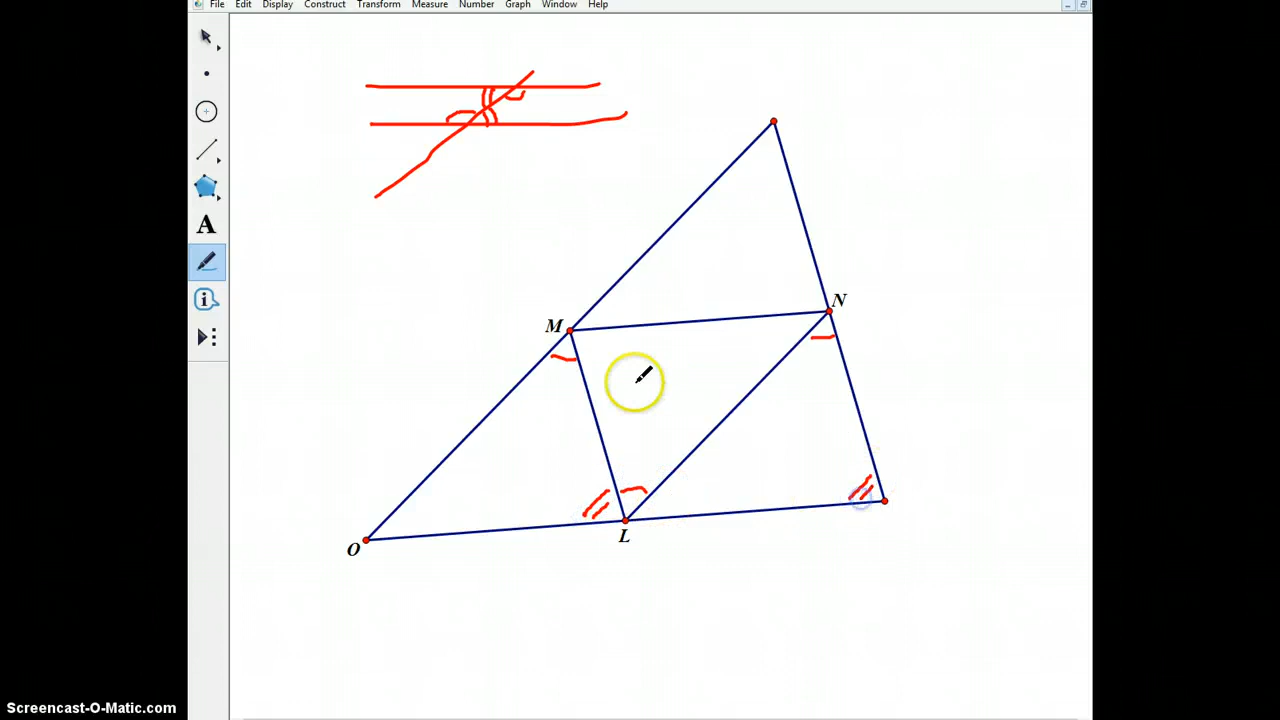 File Edit Display Construct Transform Measure Number Graph Window Help
A
N
M
L
O
Screencast-O-Matic.com